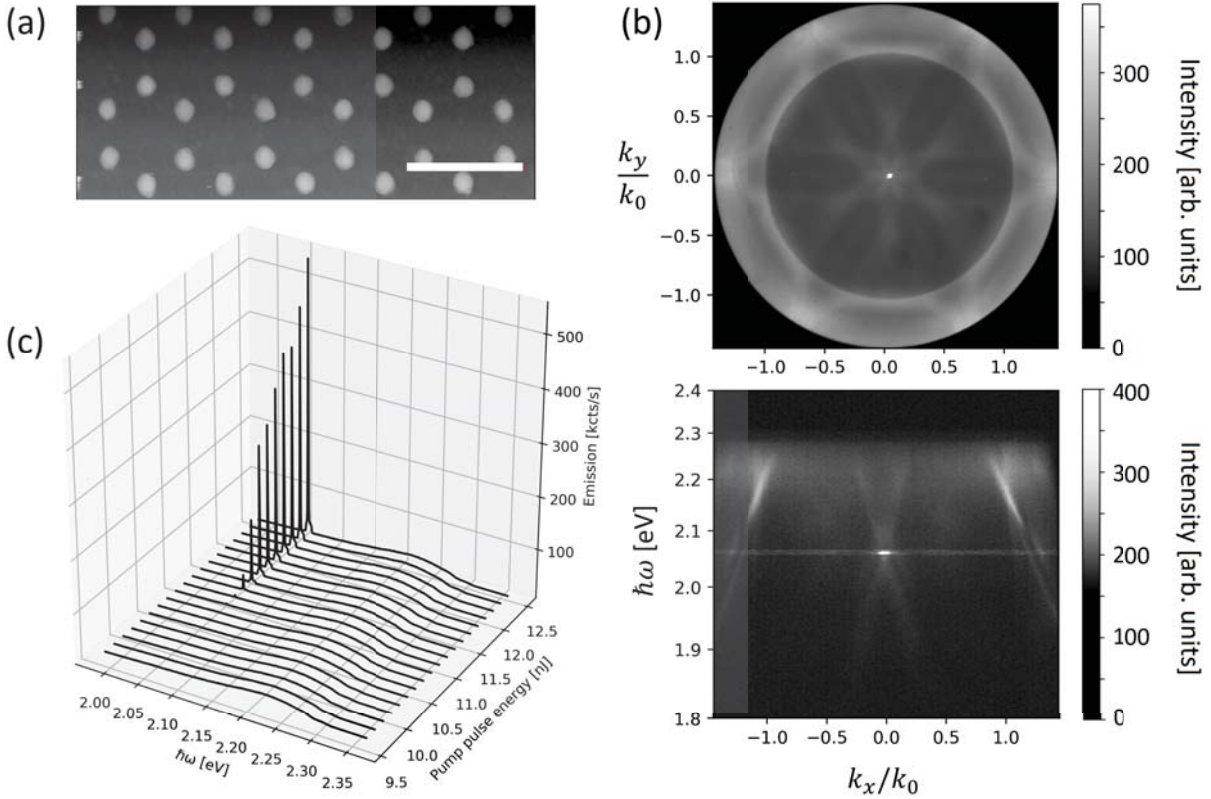 (a)
(b)
1.0
0.5
0.0
−0.5
−1.0
k_y
k_0
−1.0 −0.5 0.0 0.5 1.0
300
200
100
0
Intensity [arb. units]
(c)
500
400
300
200
100
Emission [kcts/s]
2.00
2.05
2.10
2.15
2.20
2.25
2.30
2.35
ħω [eV]
9.5
10.0
10.5
11.0
11.5
12.0
12.5
Pump pulse energy [nJ]
2.4
2.3
2.2
2.1
2.0
1.9
1.8
ħω [eV]
−1.0 −0.5 0.0 0.5 1.0
k_x/k_0
400
300
200
100
0
Intensity [arb. units]